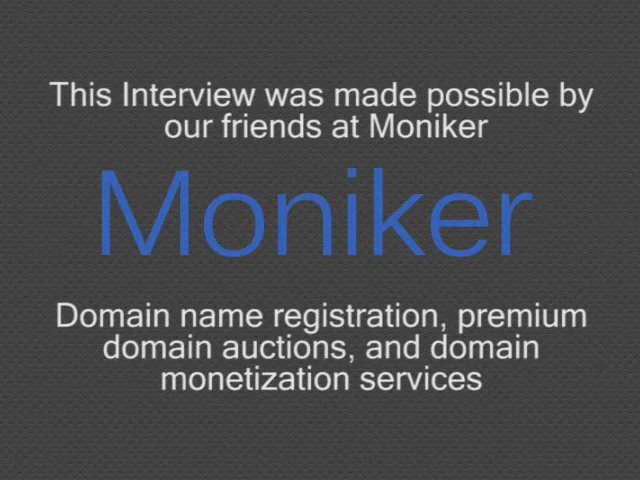 This Interview was made possible by
our friends at Moniker
Moniker
Domain name registration, premium
domain auctions, and domain
monetization services